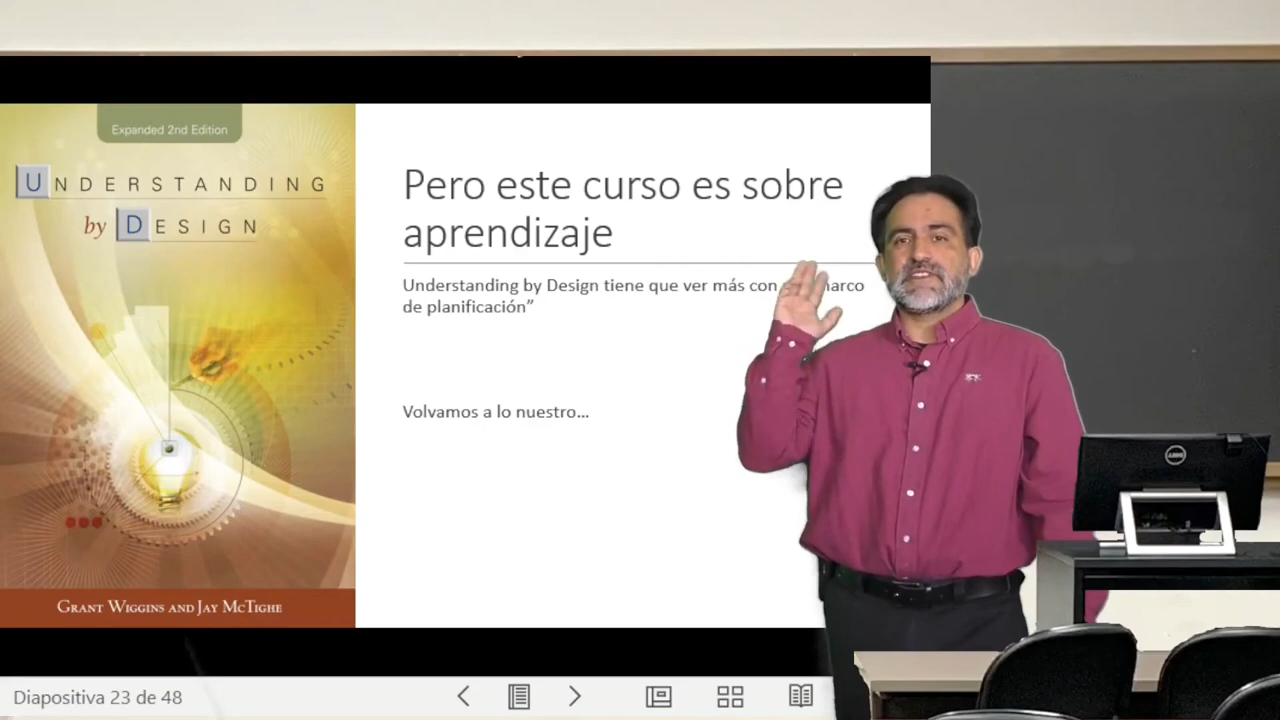 Expanded 2nd Edition
UNDERSTANDING
by DESIGN
GRANT WIGGINS AND JAY MCTIGHE
Pero este curso es sobre
aprendizaje
Understanding by Design tiene que ver más con arco
de planificación”
Volvamos a lo nuestro...
Diapositiva 23 de 48
DELL